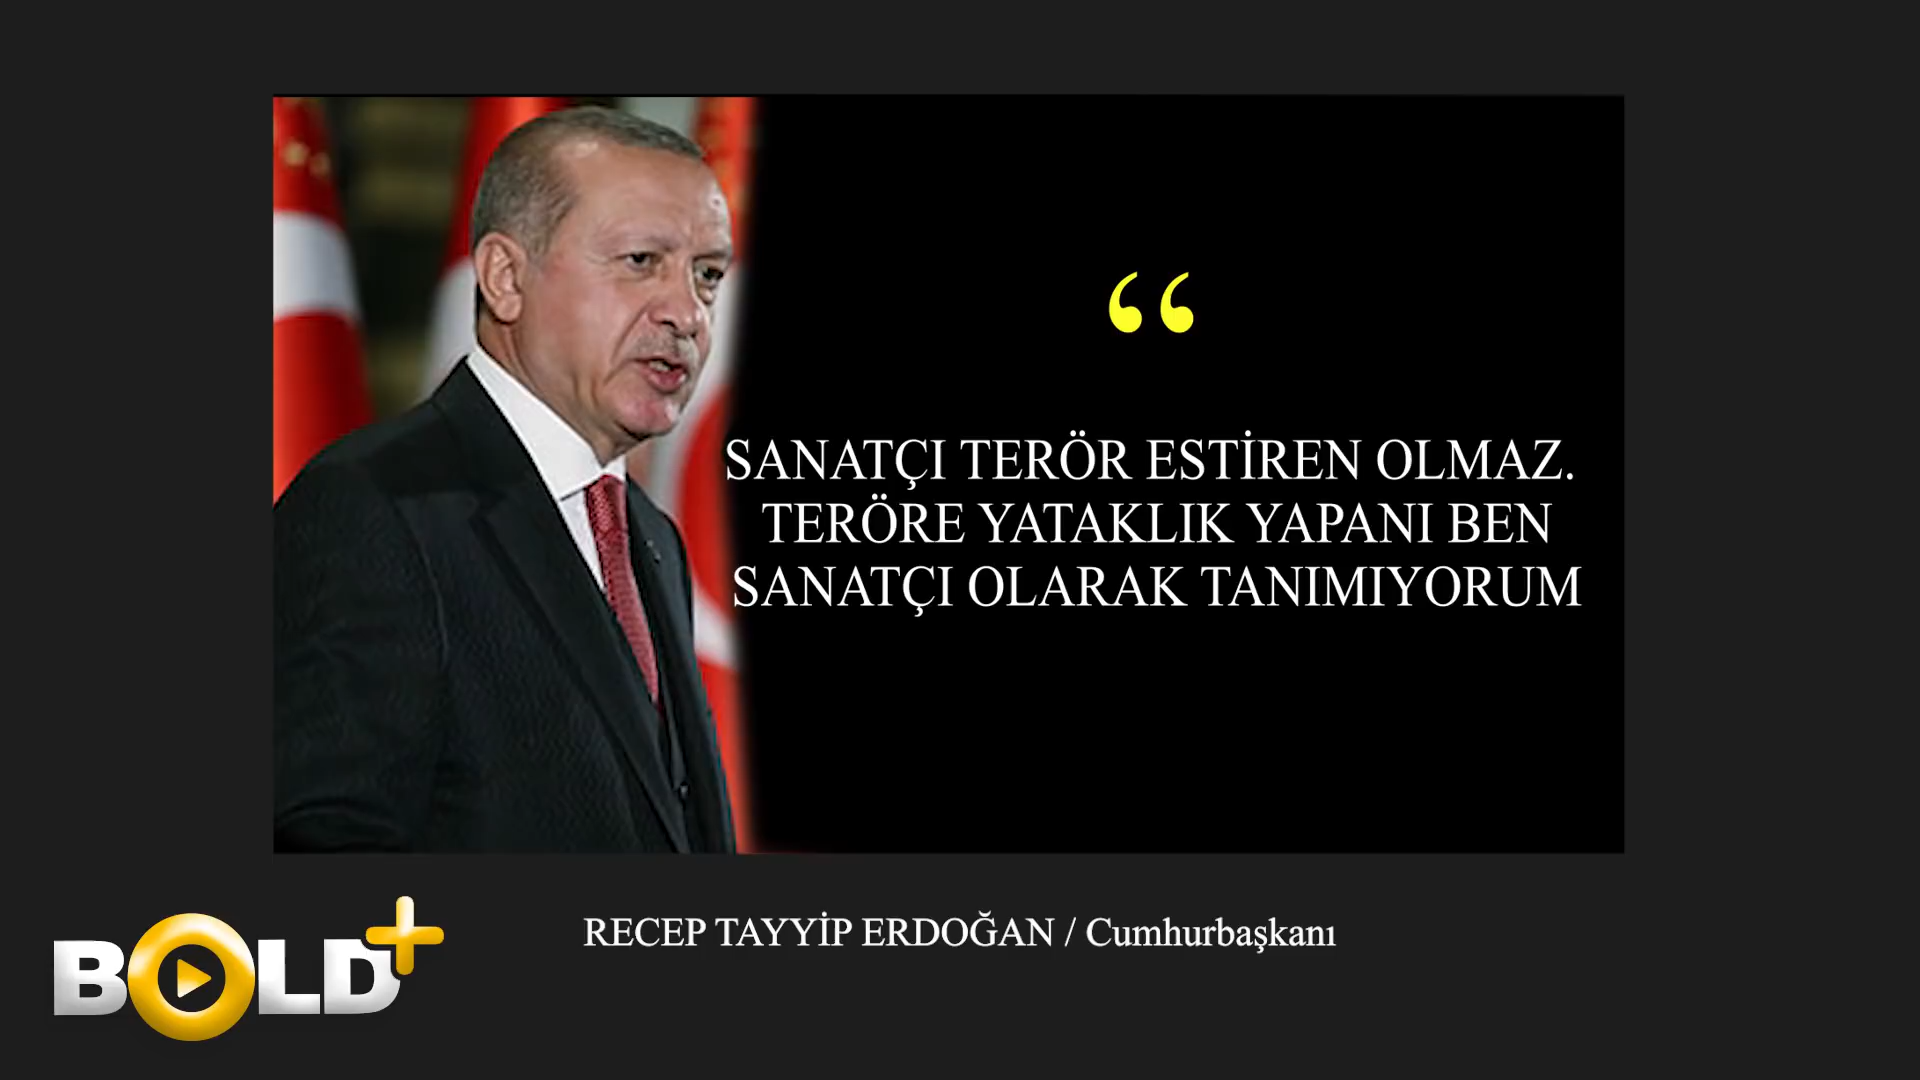 “
SANATÇI TERÖR ESTİREN OLMAZ.
TERÖRE YATAKLIK YAPANI BEN
SANATÇI OLARAK TANIMIYORUM
RECEP TAYYİP ERDOĞAN / Cumhurbaşkanı
BOLD+